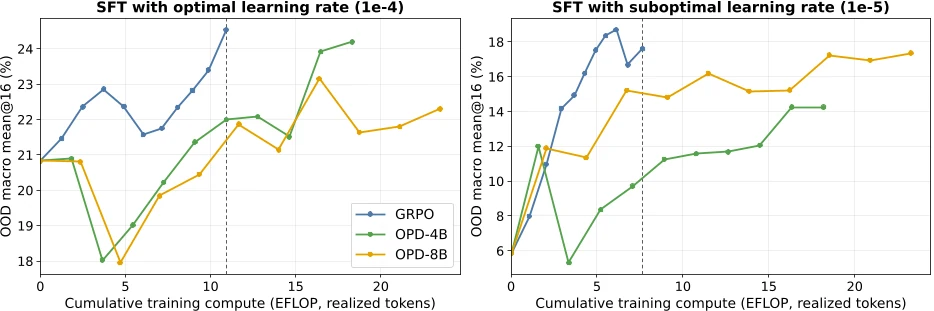 SFT with optimal learning rate (1e-4)
OOD macro mean@16 (%)
24
23
22
21
20
19
18
0
5
10
15
20
Cumulative training compute (EFLOP, realized tokens)
GRPO
OPD-4B
OPD-8B
SFT with suboptimal learning rate (1e-5)
OOD macro mean@16 (%)
18
16
14
12
10
8
6
0
5
10
15
20
Cumulative training compute (EFLOP, realized tokens)